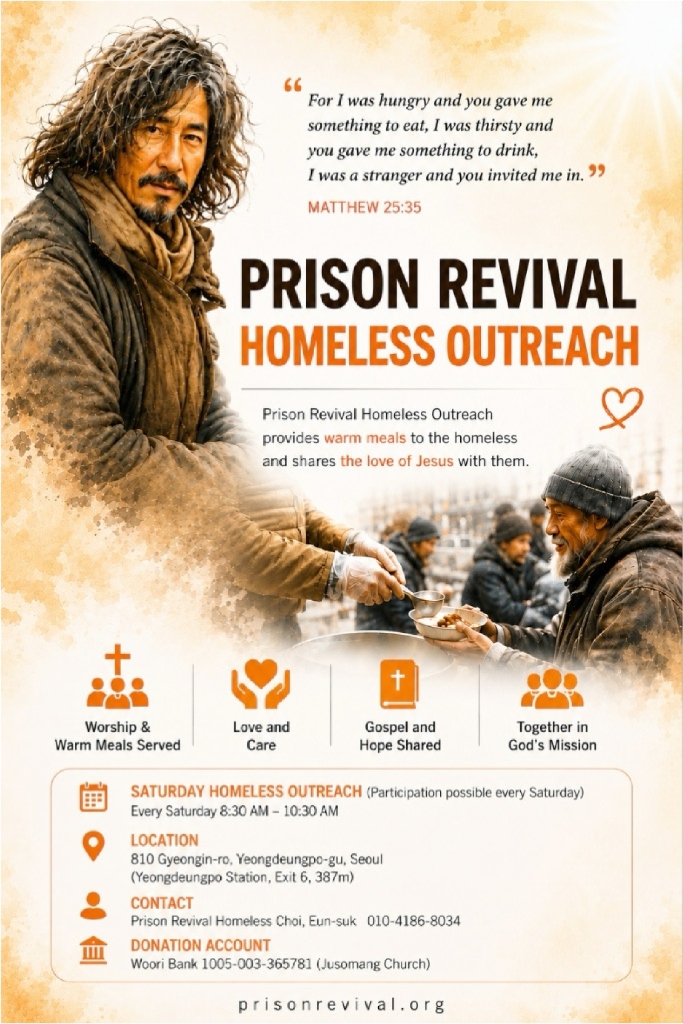 “ For I was hungry and you gave me
something to eat, I was thirsty and
you gave me something to drink,
I was a stranger and you invited me in. ”
MATTHEW 25:35
PRISON REVIVAL
HOMELESS OUTREACH
Prison Revival Homeless Outreach
provides warm meals to the homeless
and shares the love of Jesus with them.
Worship &
Warm Meals Served
Love and
Care
Gospel and
Hope Shared
Together in
God's Mission
SATURDAY HOMELESS OUTREACH (Participation possible every Saturday)
Every Saturday 8:30 AM – 10:30 AM
LOCATION
810 Gyeongin-ro, Yeongdeungpo-gu, Seoul
(Yeongdeungpo Station, Exit 6, 387m)
CONTACT
Prison Revival Homeless Choi, Eun-suk 010-4186-8034
DONATION ACCOUNT
Woori Bank 1005-003-365781 (Jusomang Church)
prisonrevival.org